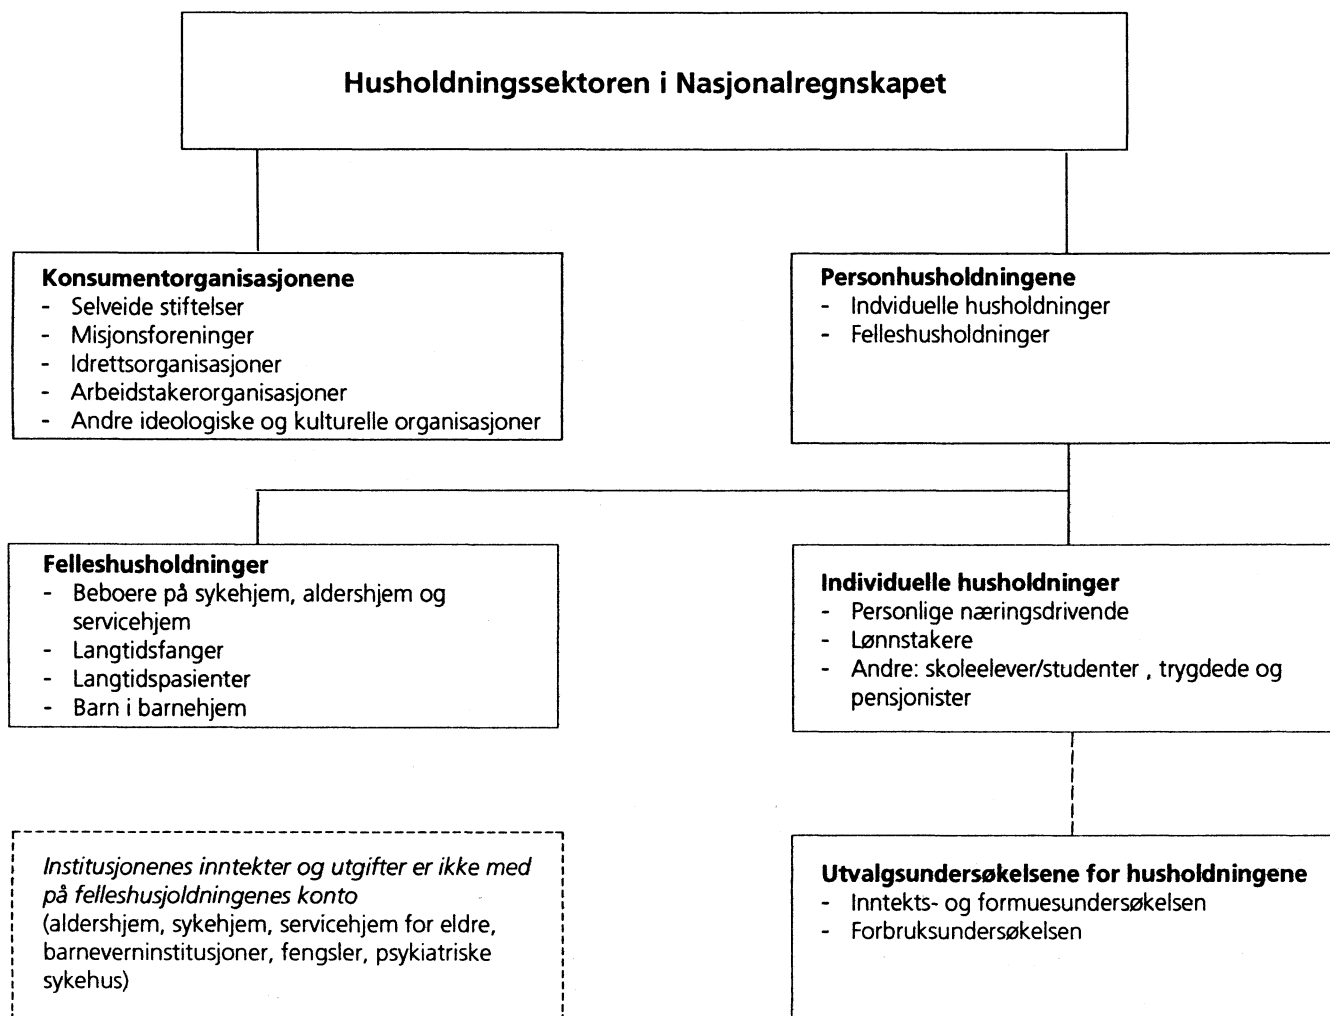 Husholdningssektoren i Nasjonalregnskapet
Konsumentorganisasjonene
- Selveide stiftelser
- Misjonsforeninger
- Idrettsorganisasjoner
- Arbeidstakerorganisasjoner
- Andre ideologiske og kulturelle organisasjoner
Personhusholdningene
- Indviduelle husholdninger
- Felleshusholdninger
Felleshusholdninger
- Beboere på sykehjem, aldershjem og
servicehjem
- Langtidsfanger
- Langtidspasienter
- Barn i barnehjem
Individuelle husholdninger
- Personlige næringsdrivende
- Lønnstakere
- Andre: skoleelever/studenter , trygdede og
pensjonister
Institusjonenes inntekter og utgifter er ikke med
på felleshusjoldningenes konto
(aldershjem, sykehjem, servicehjem for eldre,
barneverninstitusjoner, fengsler, psykiatriske
sykehus)
Utvalgsundersøkelsene for husholdningene
- Inntekts- og formuesundersøkelsen
- Forbruksundersøkelsen